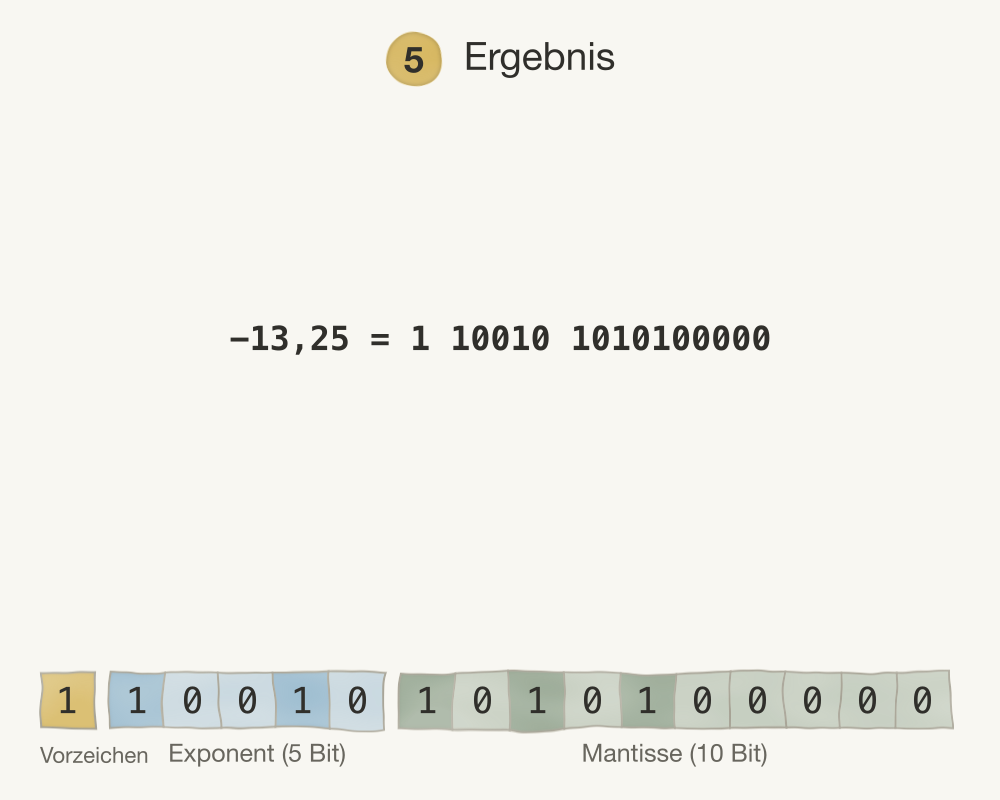 5 Ergebnis
−13,25 = 1 10010 1010100000
1 1 0 0 1 0 1 0 1 0 1 0 0 0 0 0
Vorzeichen Exponent (5 Bit) Mantisse (10 Bit)